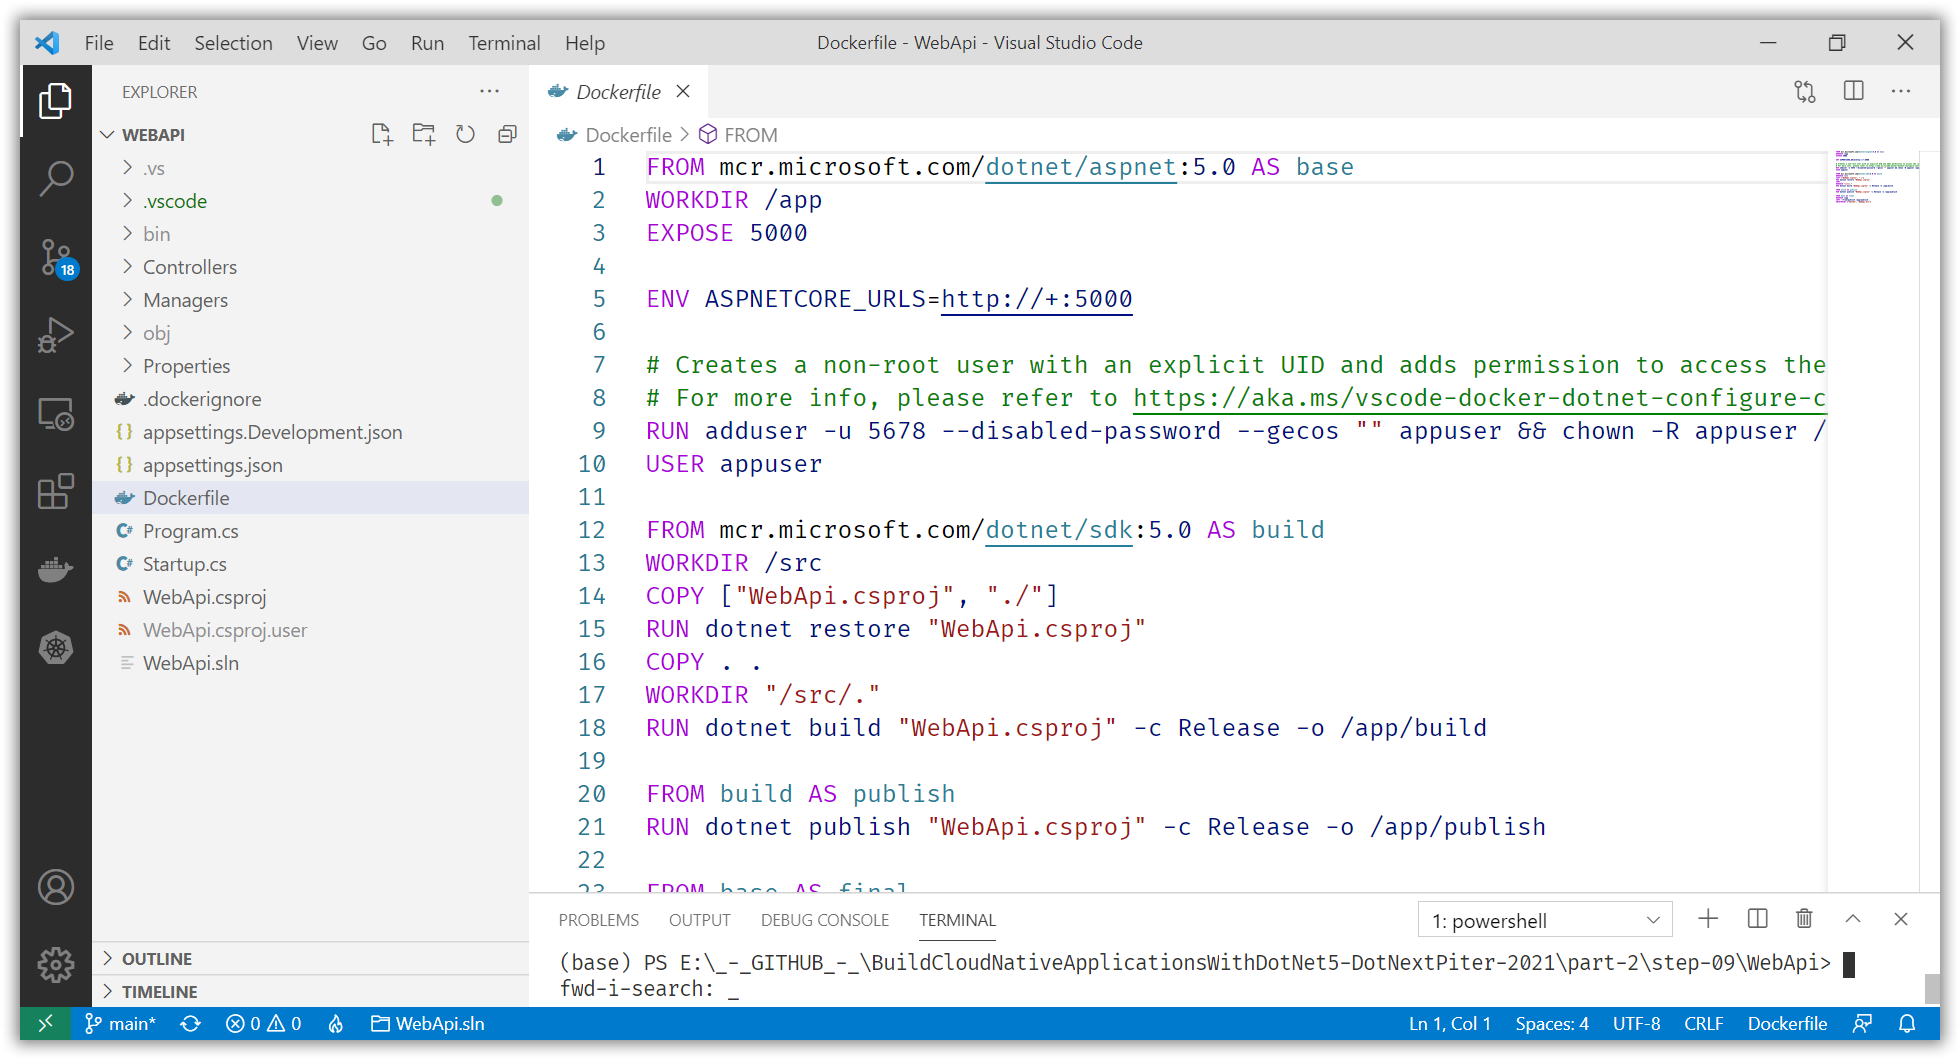 File Edit Selection View Go Run Terminal Help
Dockerfile - WebApi - Visual Studio Code
EXPLORER
WEBAPI
.vs
.vscode
bin
Controllers
Managers
obj
Properties
.dockerignore
appsettings.Development.json
appsettings.json
Dockerfile
Program.cs
Startup.cs
WebApi.csproj
WebApi.csproj.user
WebApi.sln
OUTLINE
TIMELINE
18
Dockerfile
Dockerfile > FROM
1 FROM mcr.microsoft.com/dotnet/aspnet:5.0 AS base
2 WORKDIR /app
3 EXPOSE 5000
4
5 ENV ASPNETCORE_URLS=http://+:5000
6
7 # Creates a non-root user with an explicit UID and adds permission to access the
8 # For more info, please refer to https://aka.ms/vscode-docker-dotnet-configure-c
9 RUN adduser -u 5678 --disabled-password --gecos "" appuser && chown -R appuser /
10 USER appuser
11
12 FROM mcr.microsoft.com/dotnet/sdk:5.0 AS build
13 WORKDIR /src
14 COPY ["WebApi.csproj", "./"]
15 RUN dotnet restore "WebApi.csproj"
16 COPY . .
17 WORKDIR "/src/."
18 RUN dotnet build "WebApi.csproj" -c Release -o /app/build
19
20 FROM build AS publish
21 RUN dotnet publish "WebApi.csproj" -c Release -o /app/publish
22
23 FROM base AS final
PROBLEMS OUTPUT DEBUG CONSOLE TERMINAL
1: powershell
(base) PS E:\_-_GITHUB_-_\BuildCloudNativeApplicationsWithDotNet5-DotNextPiter-2021\part-2\step-09\WebApi>
fwd-i-search: _
main* 0 0 WebApi.sln
Ln 1, Col 1 Spaces: 4 UTF-8 CRLF Dockerfile